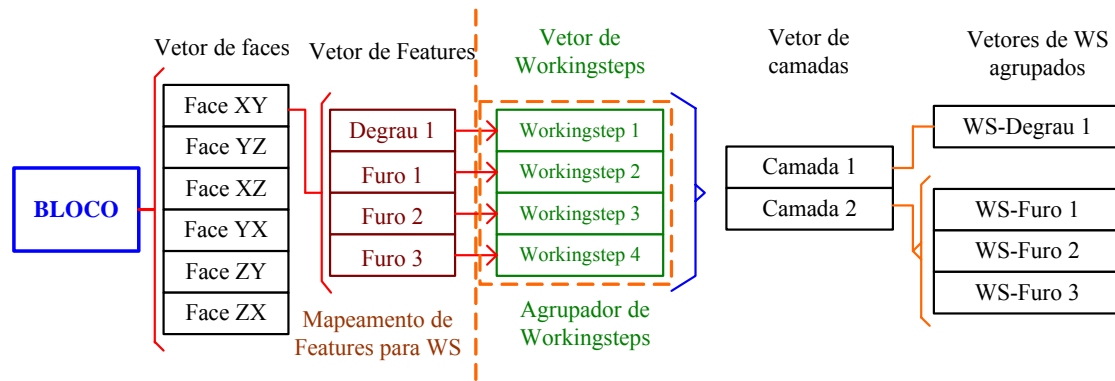 BLOCO
Vetor de faces
Face XY
Face YZ
Face XZ
Face YX
Face ZY
Face ZX
Vetor de Features
Degrau 1
Furo 1
Furo 2
Furo 3
Mapeamento de
Features para WS
Vetor de
Workingsteps
Workingstep 1
Workingstep 2
Workingstep 3
Workingstep 4
Agrupador de
Workingsteps
Vetor de
camadas
Camada 1
Camada 2
Vetores de WS
agrupados
WS-Degrau 1
WS-Furo 1
WS-Furo 2
WS-Furo 3